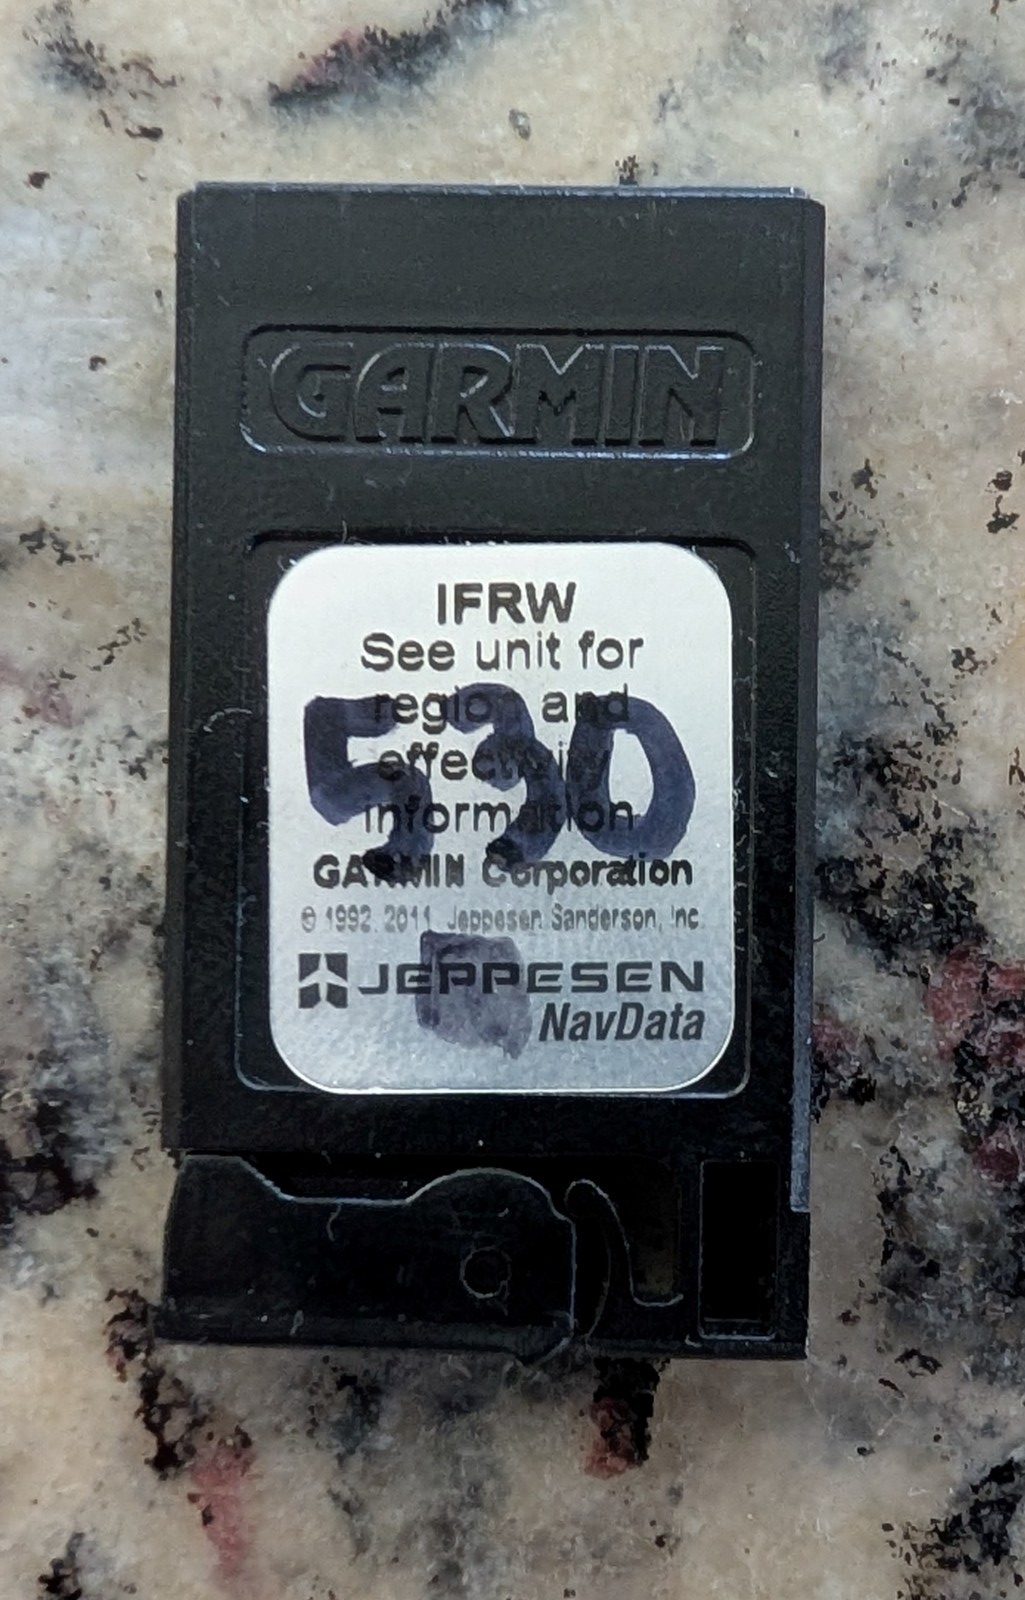 GARMIN
IFRW
See unit for
region and
effectivity
information
530
GARMIN Corporation
© 1992, 2011, Jeppesen Sanderson, Inc.
JEPPESEN
NavData